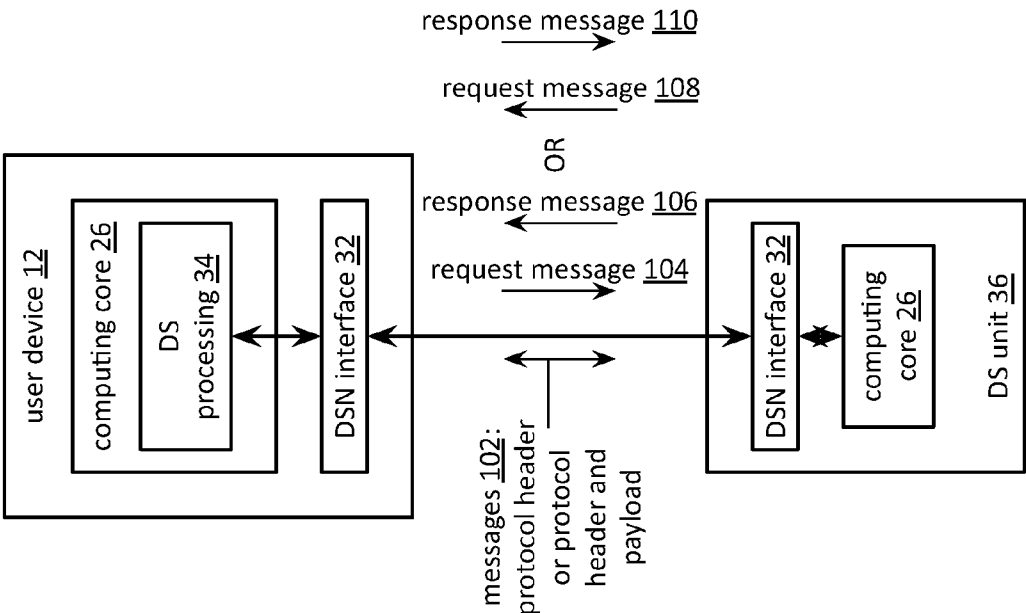 response message 110
request message 108
OR
response message 106
request message 104
user device 12
computing core 26
DS
processing 34
DSN interface 32
messages 102:
protocol header
or protocol
header and
payload
DSN interface 32
computing
core 26
DS unit 36